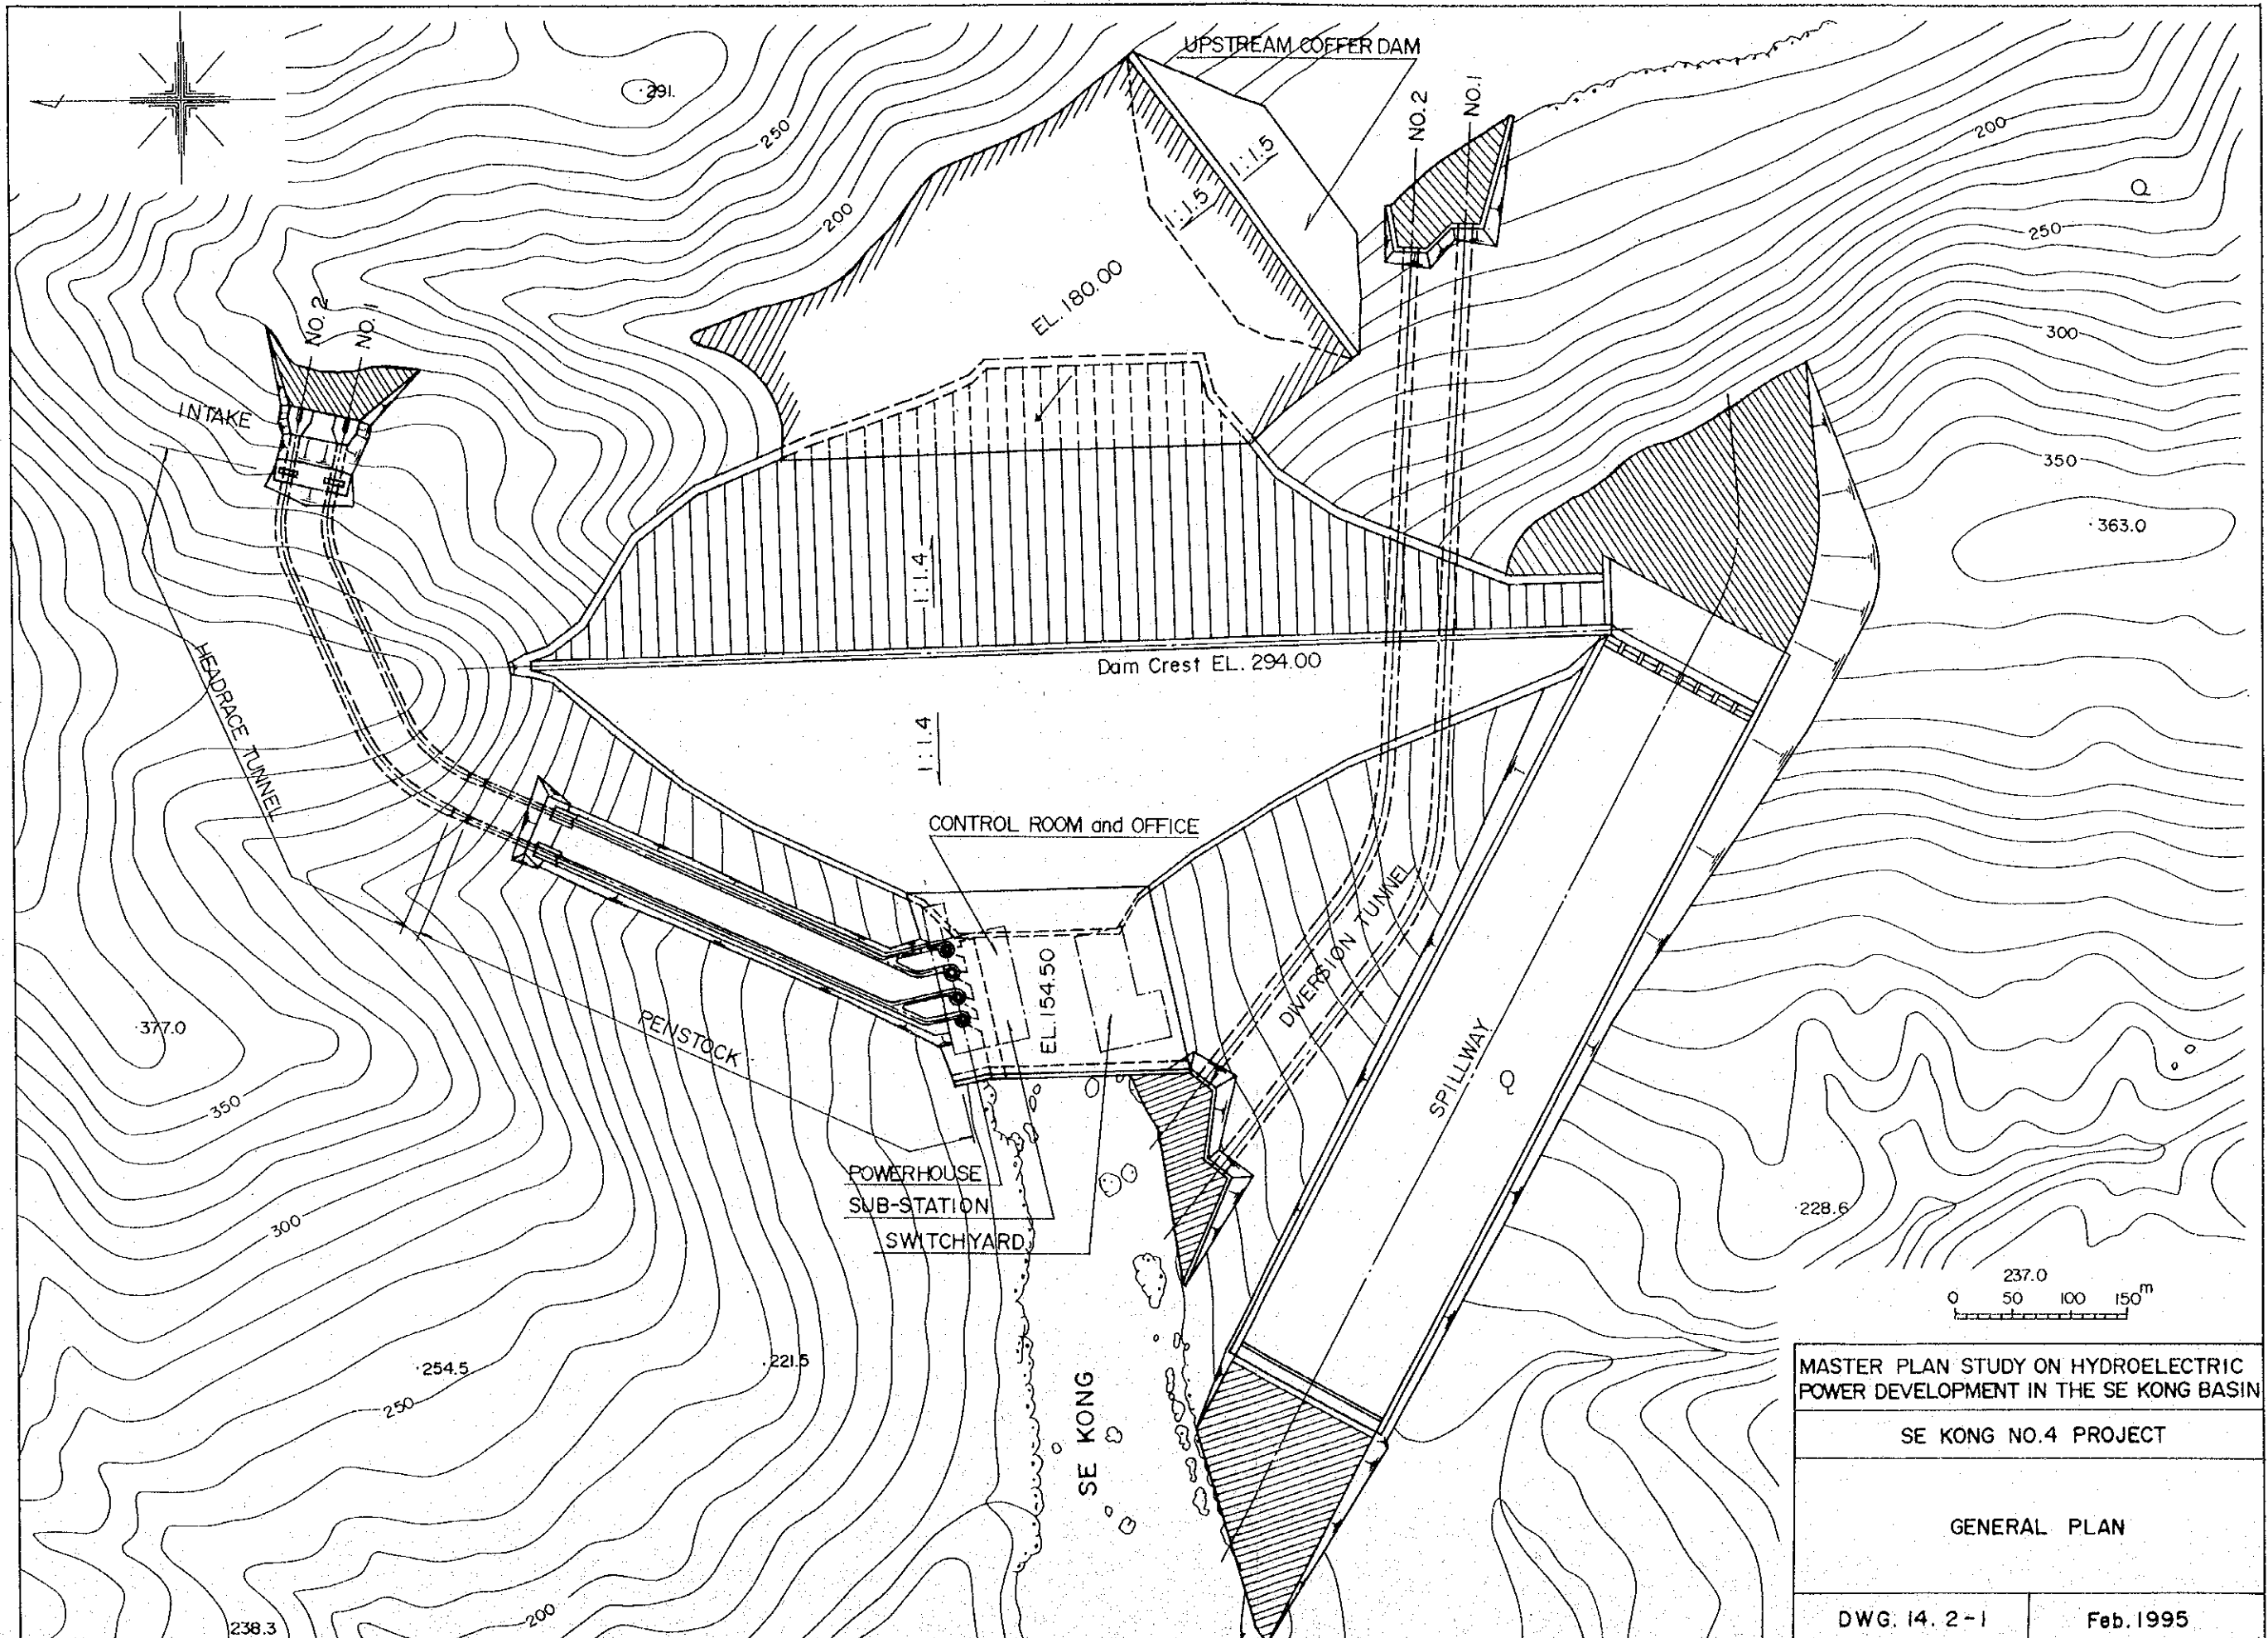 UPSTREAM COFFER DAM
NO.2
NO.1
291.
250
200
1:1.5
1:1.5
200
Q
250
EL. 180.00
NO. 2
NO. 1
300
INTAKE
350
363.0
1:1.4
Dam Crest EL. 294.00
HEADRACE TUNNEL
1:1.4
CONTROL ROOM and OFFICE
DIVERSION TUNNEL
EL. 154.50
377.0
PENSTOCK
SPILLWAY
Q
350
POWERHOUSE
SUB-STATION
SWITCHYARD
300
228.6
237.0
0 50 100 150m
254.5
221.5
250
SE KONG
200
238.3
MASTER PLAN STUDY ON HYDROELECTRIC
POWER DEVELOPMENT IN THE SE KONG BASIN
SE KONG NO.4 PROJECT
GENERAL PLAN
DWG. 14. 2-1
Feb. 1995